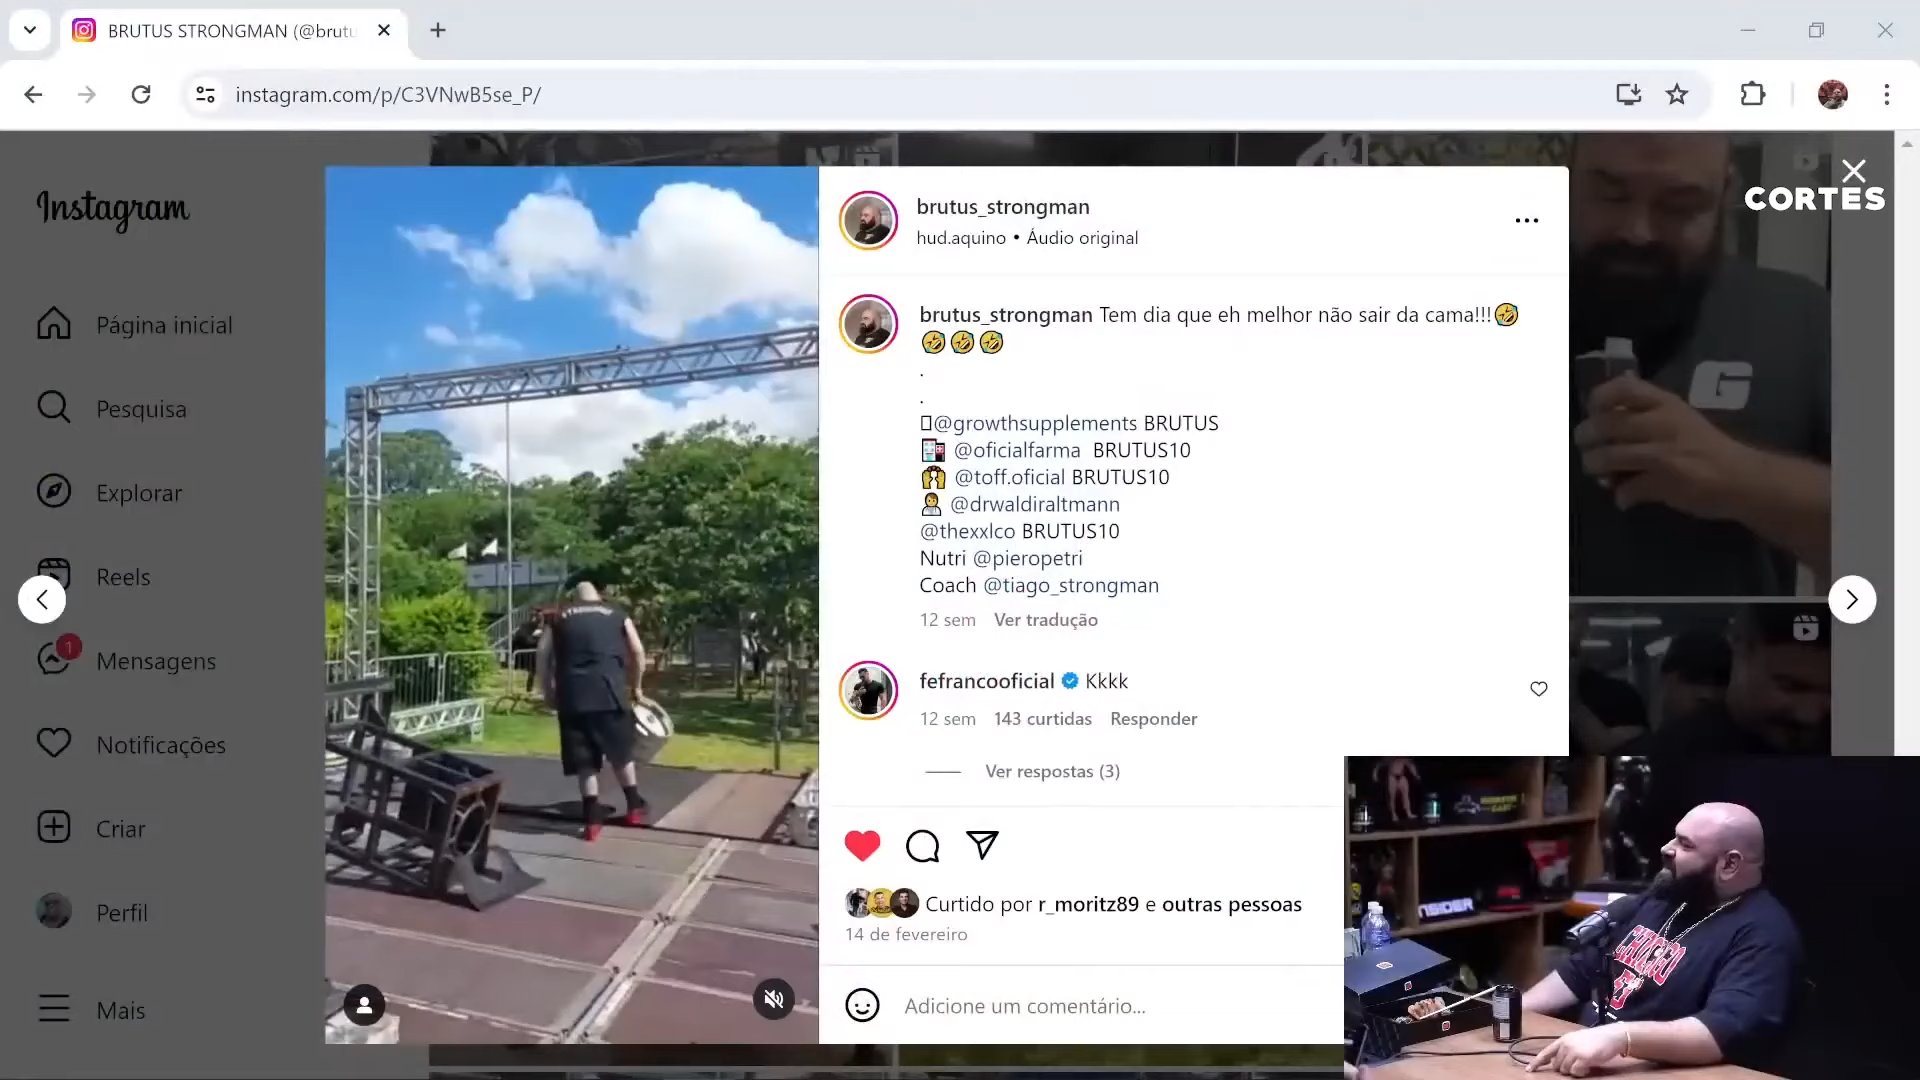 BRUTUS STRONGMAN (@brutu
instagram.com/p/C3VNwB5se_P/
CORTES
Instagram
Página inicial
Pesquisa
Explorar
Reels
1
Mensagens
Notificações
Criar
Perfil
Mais
brutus_strongman
hud.aquino • Áudio original
brutus_strongman Tem dia que eh melhor não sair da cama!!!🤣
🤣🤣🤣
.
.
@growthsupplements BRUTUS
🏪 @oficialfarma BRUTUS10
🙌 @toff.oficial BRUTUS10
👨‍⚕️ @drwaldiraltmann
@thexxlco BRUTUS10
Nutri @pieropetri
Coach @tiago_strongman
12 sem Ver tradução
fefrancooficial Kkkk
12 sem 143 curtidas Responder
Ver respostas (3)
Curtido por r_moritz89 e outras pessoas
14 de fevereiro
Adicione um comentário...
G
NSIDER
CHICAGO